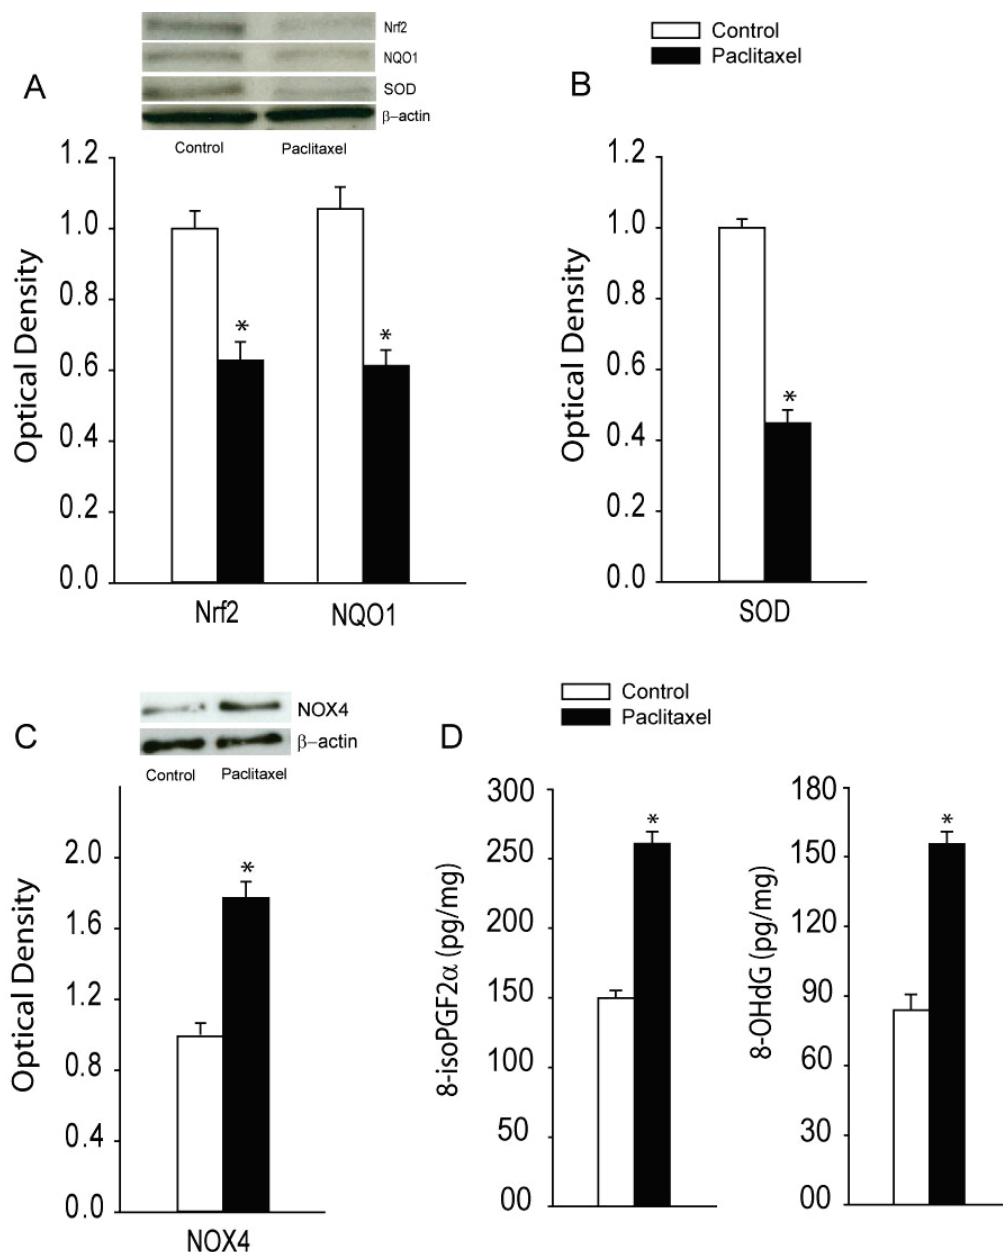 A
Nrf2
NQO1
SOD
β-actin
Control Paclitaxel
Optical Density
1.2
1.0
0.8
0.6
0.4
0.2
0.0
*
*
Nrf2 NQO1
Control
Paclitaxel
B
Optical Density
1.2
1.0
0.8
0.6
0.4
0.2
0.0
*
SOD
C
NOX4
β-actin
Control Paclitaxel
Optical Density
2.0
1.6
1.2
0.8
0.4
0.0
*
NOX4
Control
Paclitaxel
D
8-isoPGF2α (pg/mg)
300
250
200
150
100
50
00
*
8-OHdG (pg/mg)
180
150
120
90
60
30
00
*